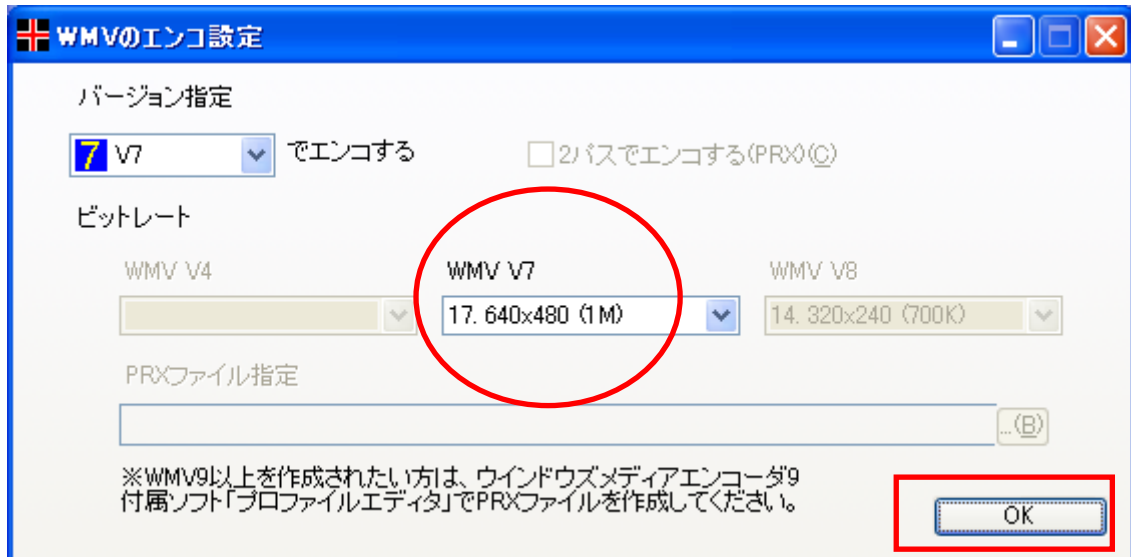 WMVのエンコ設定
バージョン指定
7 V7 でエンコする 2パスでエンコする(PRX)(C)
ビットレート
WMV V4 WMV V7 WMV V8
17. 640x480 (1M) 14. 320x240 (700K)
PRXファイル指定
...(B)
※WMV9以上を作成されたい方は、ウインドウズメディアエンコーダ9
付属ソフト「プロファイルエディタ」でPRXファイルを作成してください。
OK